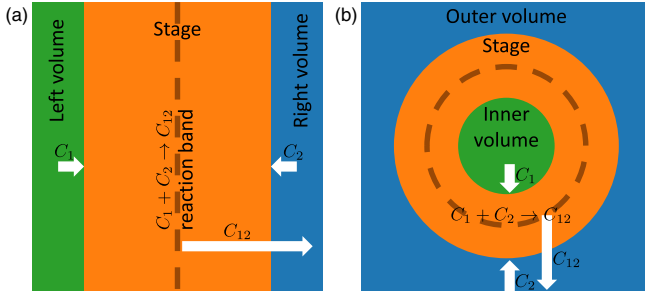 (a)
Left volume
Stage
Right volume
C₁
C₁ + C₂ → C₁₂
reaction band
C₂
C₁₂
(b)
Outer volume
Stage
Inner
volume
C₁
C₁ + C₂ → C₁₂
C₁₂
C₂